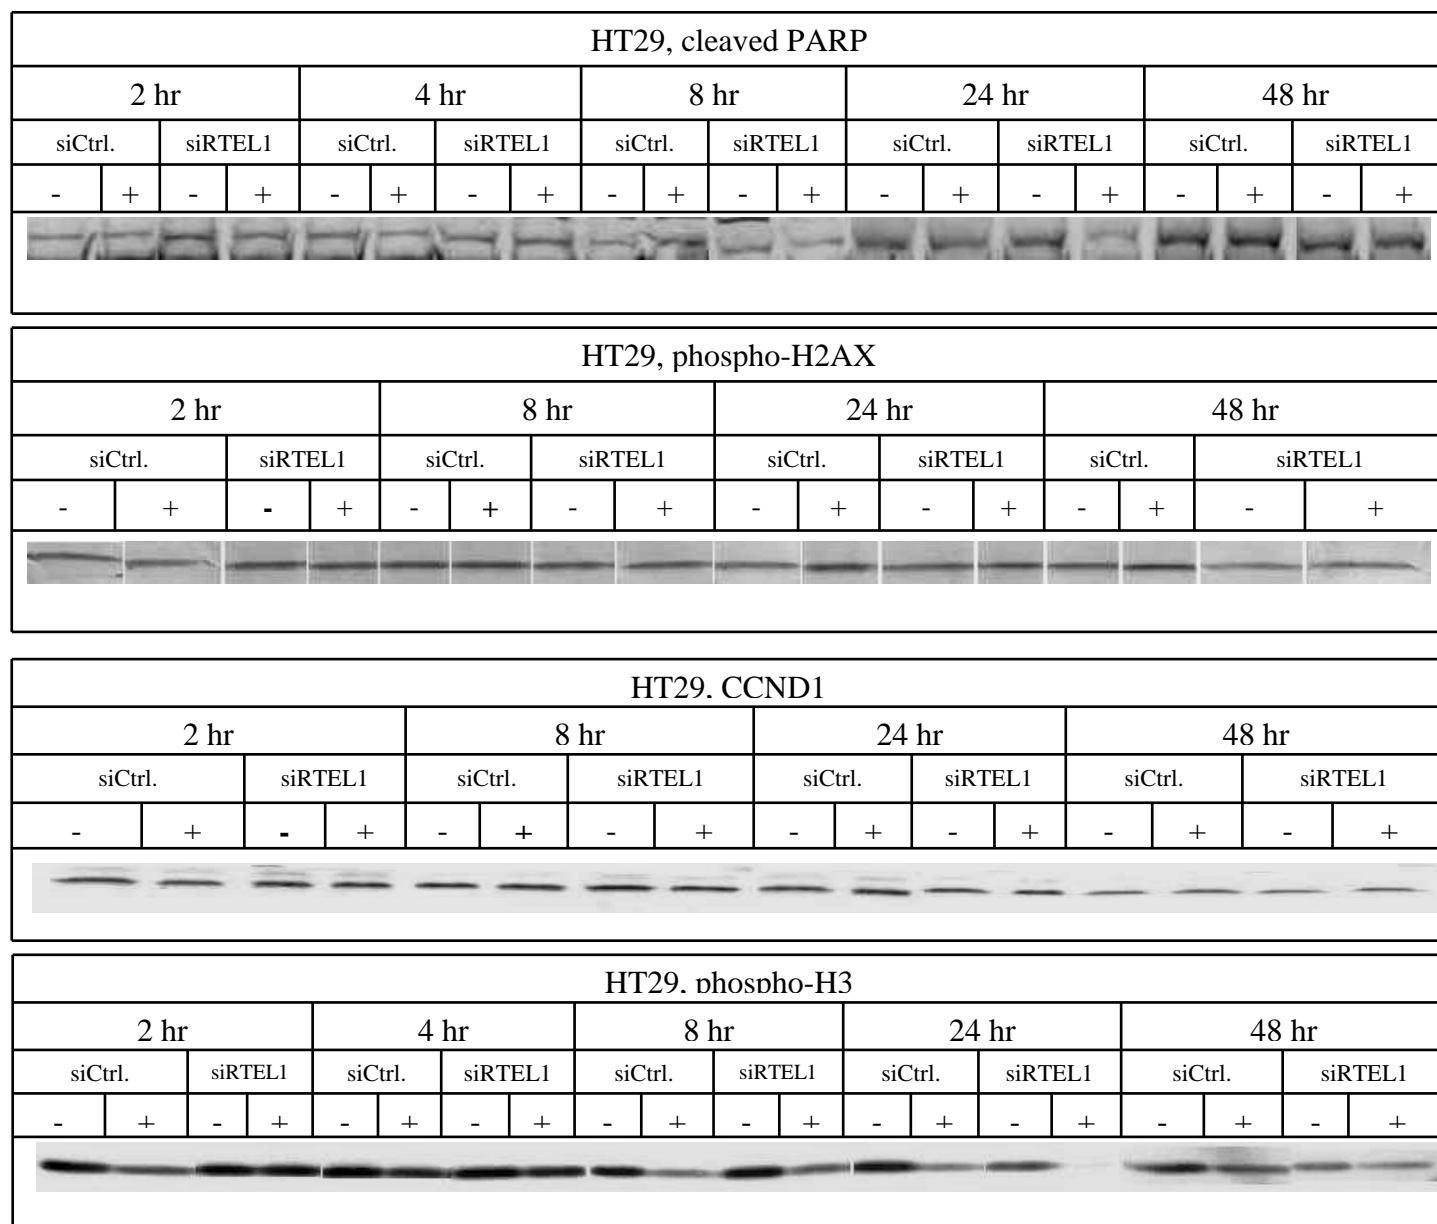 HT29, cleaved PARP
2 hr 4 hr 8 hr 24 hr 48 hr
siCtrl. siRTEL1 siCtrl. siRTEL1 siCtrl. siRTEL1 siCtrl. siRTEL1 siCtrl. siRTEL1
- + - + - + - + - + - + - + - + - + - +
HT29, phospho-H2AX
2 hr 8 hr 24 hr 48 hr
siCtrl. siRTEL1 siCtrl. siRTEL1 siCtrl. siRTEL1 siCtrl. siRTEL1
- + - + - + - + - + - + - + - +
HT29, CCND1
2 hr 8 hr 24 hr 48 hr
siCtrl. siRTEL1 siCtrl. siRTEL1 siCtrl. siRTEL1 siCtrl. siRTEL1
- + - + - + - + - + - + - + - +
HT29, phospho-H3
2 hr 4 hr 8 hr 24 hr 48 hr
siCtrl. siRTEL1 siCtrl. siRTEL1 siCtrl. siRTEL1 siCtrl. siRTEL1 siCtrl. siRTEL1
- + - + - + - + - + - + - + - + - + - +